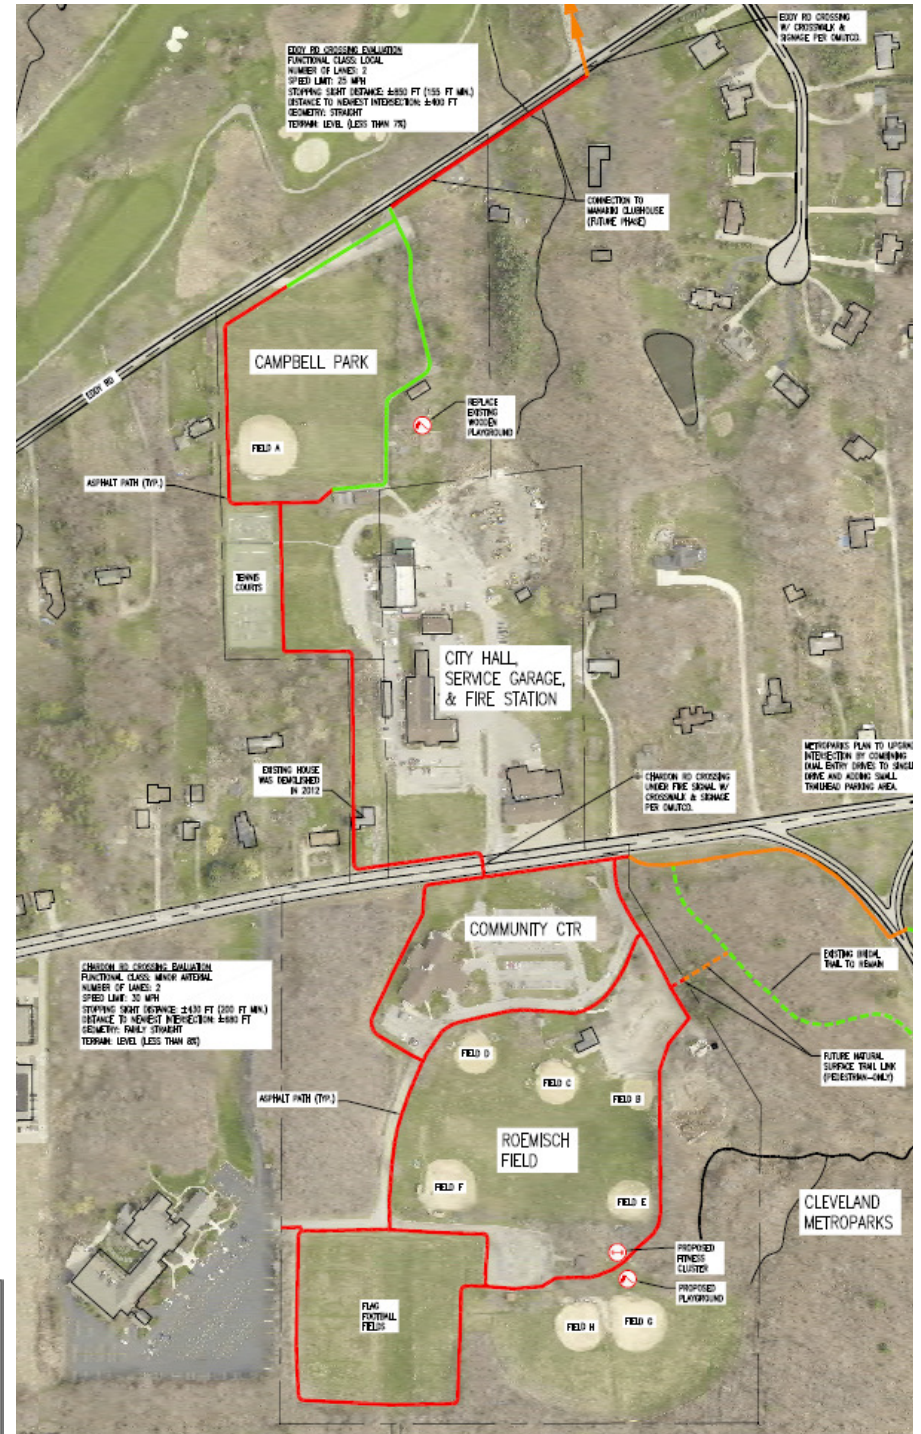 EDDY RD CROSSING EVALUATION
FUNCTIONAL CLASS: LOCAL
NUMBER OF LANES: 2
SPEED LIMIT: 25 MPH
STOPPING SIGHT DISTANCE: ±850 FT (155 FT MIN.)
DISTANCE TO NEAREST INTERSECTION: ±400 FT
GEOMETRY: STRAIGHT
TERRAIN: LEVEL (LESS THAN 7%)
EDDY RD CROSSING
W/ CROSSWALK &
SIGNAGE PER OMUTCD.
CONNECTION TO
MANAKIKI CLUBHOUSE
(FUTURE PHASE)
CAMPBELL PARK
EDDY RD
REPLACE
EXISTING
WOODEN
PLAYGROUND
FIELD A
ASPHALT PATH (TYP.)
TENNIS
COURTS
CITY HALL,
SERVICE GARAGE,
& FIRE STATION
EXISTING HOUSE
WAS DEMOLISHED
IN 2012
CHARDON RD CROSSING
UNDER FIRE SIGNAL W/
CROSSWALK & SIGNAGE
PER OMUTCD.
METROPARKS PLAN TO UPGRA
INTERSECTION BY COMBINING
DUAL ENTRY DRIVES TO SINGL
DRIVE AND ADDING SMALL
TRAILHEAD PARKING AREA.
COMMUNITY CTR
CHARDON RD CROSSING EVALUATION
FUNCTIONAL CLASS: MINOR ARTERIAL
NUMBER OF LANES: 2
SPEED LIMIT: 30 MPH
STOPPING SIGHT DISTANCE: ±430 FT (200 FT MIN.)
DISTANCE TO NEAREST INTERSECTION: ±680 FT
GEOMETRY: FAIRLY STRAIGHT
TERRAIN: LEVEL (LESS THAN 8%)
EXISTING BRIDAL
TRAIL TO REMAIN
FUTURE NATURAL
SURFACE TRAIL LINK
(PEDESTRIAN-ONLY)
FIELD D
FIELD C
FIELD B
ASPHALT PATH (TYP.)
ROEMISCH
FIELD
FIELD F
FIELD E
CLEVELAND
METROPARKS
PROPOSED
FITNESS
CLUSTER
PROPOSED
PLAYGROUND
FLAG
FOOTBALL
FIELDS
FIELD H
FIELD G